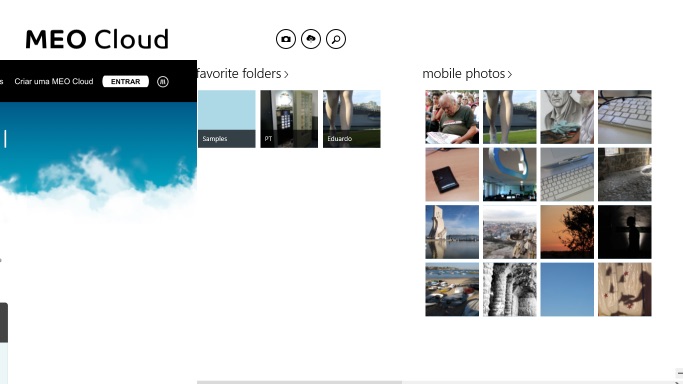 MEO Cloud
s Criar uma MEO Cloud ENTRAR m
favorite folders
mobile photos
Samples
PT
Eduardo